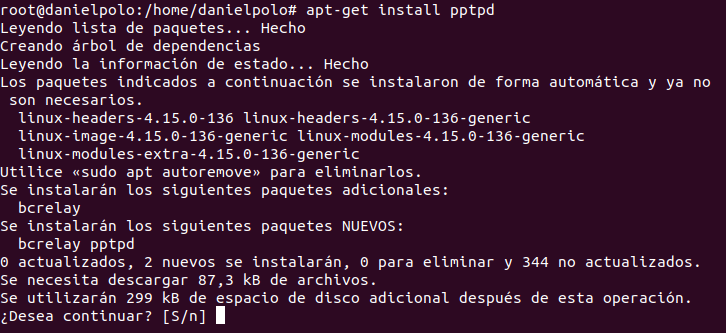 root@danielpolo:/home/danielpolo# apt-get install pptpd
Leyendo lista de paquetes... Hecho
Creando árbol de dependencias
Leyendo la información de estado... Hecho
Los paquetes indicados a continuación se instalaron de forma automática y ya no
son necesarios.
linux-headers-4.15.0-136 linux-headers-4.15.0-136-generic
linux-image-4.15.0-136-generic linux-modules-4.15.0-136-generic
linux-modules-extra-4.15.0-136-generic
Utilice «sudo apt autoremove» para eliminarlos.
Se instalarán los siguientes paquetes adicionales:
bcrelay
Se instalarán los siguientes paquetes NUEVOS:
bcrelay pptpd
0 actualizados, 2 nuevos se instalarán, 0 para eliminar y 344 no actualizados.
Se necesita descargar 87,3 kB de archivos.
Se utilizarán 299 kB de espacio de disco adicional después de esta operación.
¿Desea continuar? [S/n]